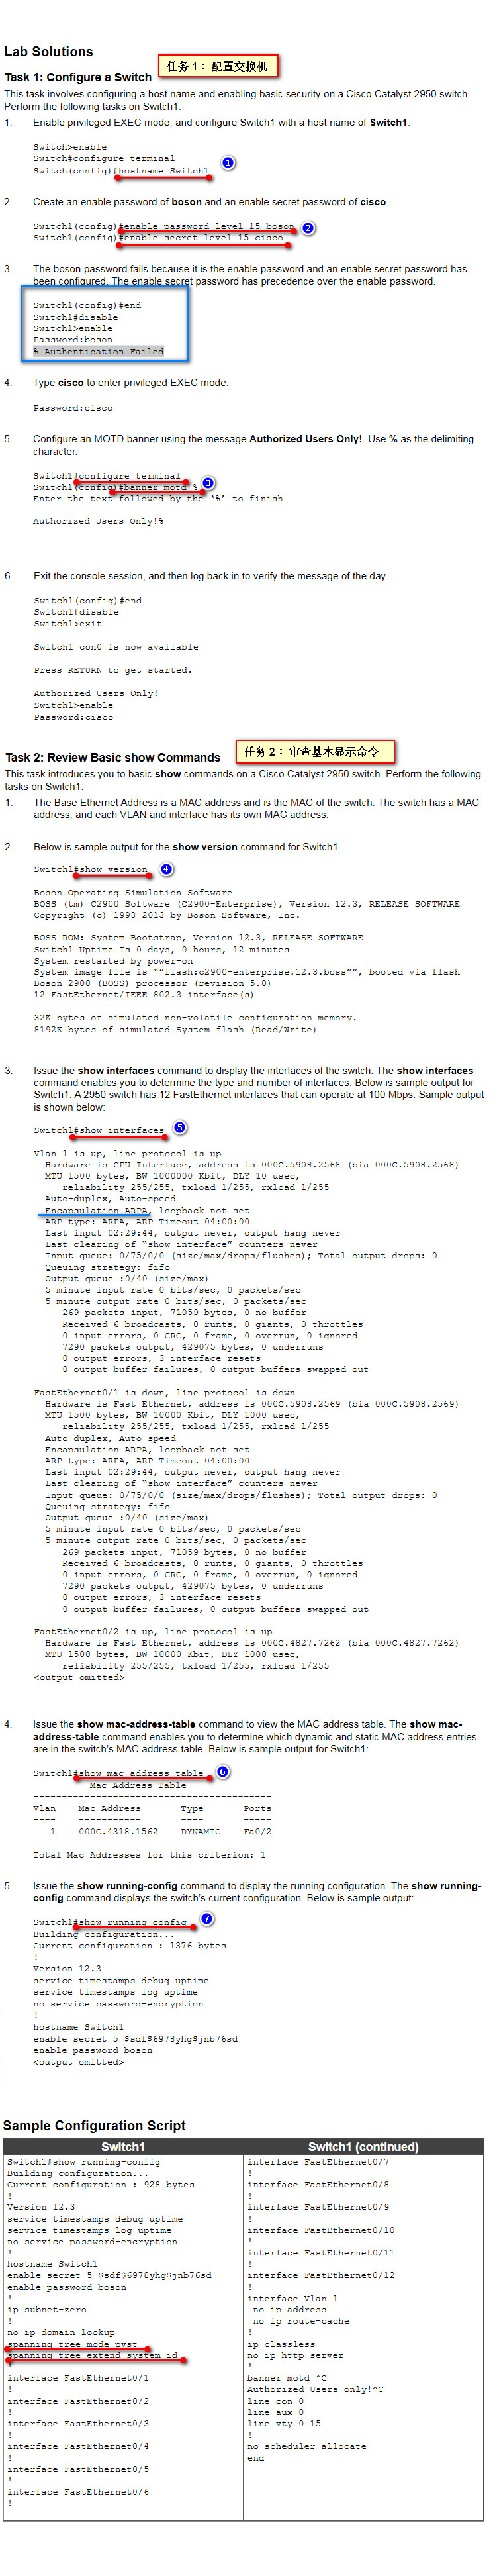 Lab Solutions
任务1：配置交换机
Task 1: Configure a Switch
This task involves configuring a host name and enabling basic security on a Cisco Catalyst 2950 switch.
Perform the following tasks on Switch1.
1. Enable privileged EXEC mode, and configure Switch1 with a host name of Switch1.
Switch>enable
Switch#configure terminal
Switch(config)#hostname Switch1
1
2. Create an enable password of boson and an enable secret password of cisco.
Switch1(config)#enable password level 15 boson
2
Switch1(config)#enable secret level 15 cisco
3. The boson password fails because it is the enable password and an enable secret password has
been configured. The enable secret password has precedence over the enable password.
Switch1(config)#end
Switch1#disable
Switch1>enable
Password:boson
% Authentication Failed
4. Type cisco to enter privileged EXEC mode.
Password:cisco
5. Configure an MOTD banner using the message Authorized Users Only!. Use % as the delimiting
character.
Switch1#configure terminal
Switch1(config)#banner motd %
3
Enter the text followed by the ‘%’ to finish
Authorized Users Only!%
6. Exit the console session, and then log back in to verify the message of the day.
Switch1(config)#end
Switch1#disable
Switch1>exit
Switch1 con0 is now available
Press RETURN to get started.
Authorized Users Only!
Switch1>enable
Password:cisco
任务2：审查基本显示命令
Task 2: Review Basic show Commands
This task introduces you to basic show commands on a Cisco Catalyst 2950 switch. Perform the following
tasks on Switch1:
1. The Base Ethernet Address is a MAC address and is the MAC of the switch. The switch has a MAC
address, and each VLAN and interface has its own MAC address.
2. Below is sample output for the show version command for Switch1.
Switch1#show version
4
Boson Operating Simulation Software
BOSS (tm) C2900 Software (C2900-Enterprise), Version 12.3, RELEASE SOFTWARE
Copyright (c) 1998-2013 by Boson Software, Inc.
BOSS ROM: System Bootstrap, Version 12.3, RELEASE SOFTWARE
Switch1 Uptime Is 0 days, 0 hours, 12 minutes
System restarted by power-on
System image file is “”flash:c2900-enterprise.12.3.boss””, booted via flash
Boson 2900 (BOSS) processor (revision 5.0)
12 FastEthernet/IEEE 802.3 interface(s)
32K bytes of simulated non-volatile configuration memory.
8192K bytes of simulated System flash (Read/Write)
3. Issue the show interfaces command to display the interfaces of the switch. The show interfaces
command enables you to determine the type and number of interfaces. Below is sample output for
Switch1. A 2950 switch has 12 FastEthernet interfaces that can operate at 100 Mbps. Sample output
is shown below:
Switch1#show interfaces
5
Vlan 1 is up, line protocol is up
Hardware is CPU Interface, address is 000C.5908.2568 (bia 000C.5908.2568)
MTU 1500 bytes, BW 1000000 Kbit, DLY 10 usec,
reliability 255/255, txload 1/255, rxload 1/255
Auto-duplex, Auto-speed
Encapsulation ARPA, loopback not set
ARP type: ARPA, ARP Timeout 04:00:00
Last input 02:29:44, output never, output hang never
Last clearing of “show interface” counters never
Input queue: 0/75/0/0 (size/max/drops/flushes); Total output drops: 0
Queuing strategy: fifo
Output queue :0/40 (size/max)
5 minute input rate 0 bits/sec, 0 packets/sec
5 minute output rate 0 bits/sec, 0 packets/sec
269 packets input, 71059 bytes, 0 no buffer
Received 6 broadcasts, 0 runts, 0 giants, 0 throttles
0 input errors, 0 CRC, 0 frame, 0 overrun, 0 ignored
7290 packets output, 429075 bytes, 0 underruns
0 output errors, 3 interface resets
0 output buffer failures, 0 output buffers swapped out
FastEthernet0/1 is down, line protocol is down
Hardware is Fast Ethernet, address is 000C.5908.2569 (bia 000C.5908.2569)
MTU 1500 bytes, BW 10000 Kbit, DLY 1000 usec,
reliability 255/255, txload 1/255, rxload 1/255
Auto-duplex, Auto-speed
Encapsulation ARPA, loopback not set
ARP type: ARPA, ARP Timeout 04:00:00
Last input 02:29:44, output never, output hang never
Last clearing of “show interface” counters never
Input queue: 0/75/0/0 (size/max/drops/flushes); Total output drops: 0
Queuing strategy: fifo
Output queue :0/40 (size/max)
5 minute input rate 0 bits/sec, 0 packets/sec
5 minute output rate 0 bits/sec, 0 packets/sec
269 packets input, 71059 bytes, 0 no buffer
Received 6 broadcasts, 0 runts, 0 giants, 0 throttles
0 input errors, 0 CRC, 0 frame, 0 overrun, 0 ignored
7290 packets output, 429075 bytes, 0 underruns
0 output errors, 3 interface resets
0 output buffer failures, 0 output buffers swapped out
FastEthernet0/2 is up, line protocol is up
Hardware is Fast Ethernet, address is 000C.4827.7262 (bia 000C.4827.7262)
MTU 1500 bytes, BW 10000 Kbit, DLY 1000 usec,
reliability 255/255, txload 1/255, rxload 1/255
<output omitted>
4. Issue the show mac-address-table command to view the MAC address table. The show mac-
address-table command enables you to determine which dynamic and static MAC address entries
are in the switch’s MAC address table. Below is sample output for Switch1:
Switch1#show mac-address-table
6
Mac Address Table
------------------------------------------
Vlan Mac Address Type Ports
---- ----------- ---- -----
1 000C.4318.1562 DYNAMIC Fa0/2
Total Mac Addresses for this criterion: 1
5. Issue the show running-config command to display the running configuration. The show running-
config command displays the switch’s current configuration. Below is sample output:
Switch1#show running-config
7
Building configuration...
Current configuration : 1376 bytes
!
Version 12.3
service timestamps debug uptime
service timestamps log uptime
no service password-encryption
!
hostname Switch1
enable secret 5 $sdf$6978yhg$jnb76sd
enable password boson
<output omitted>
Sample Configuration Script
Switch1
Switch1#show running-config
Building configuration...
Current configuration : 928 bytes
!
Version 12.3
service timestamps debug uptime
service timestamps log uptime
no service password-encryption
!
hostname Switch1
enable secret 5 $sdf$6978yhg$jnb76sd
enable password boson
!
ip subnet-zero
!
no ip domain-lookup
spanning-tree mode pvst
spanning-tree extend system-id
!
interface FastEthernet0/1
!
interface FastEthernet0/2
!
interface FastEthernet0/3
!
interface FastEthernet0/4
!
interface FastEthernet0/5
!
interface FastEthernet0/6
!
Switch1 (continued)
interface FastEthernet0/7
!
interface FastEthernet0/8
!
interface FastEthernet0/9
!
interface FastEthernet0/10
!
interface FastEthernet0/11
!
interface FastEthernet0/12
!
interface Vlan 1
no ip address
no ip route-cache
!
ip classless
no ip http server
!
banner motd ^C
Authorized Users only!^C
line con 0
line aux 0
line vty 0 15
!
no scheduler allocate
end